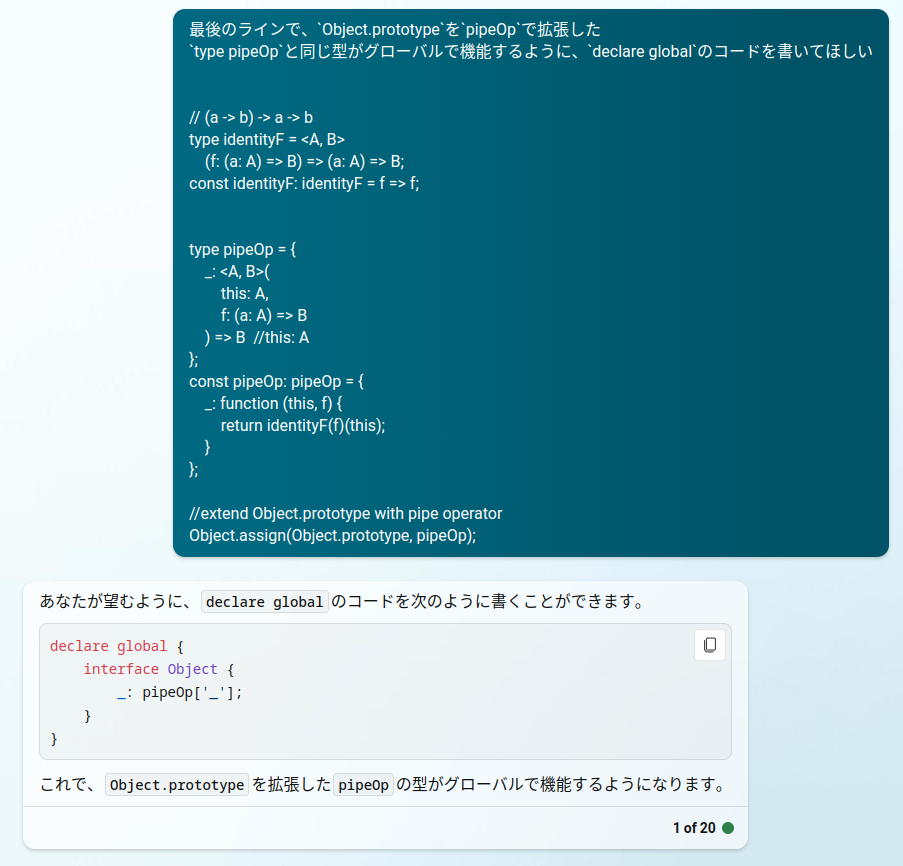 最後のラインで、`Object.prototype`を`pipeOp`で拡張した
`type pipeOp`と同じ型がグローバルで機能するように、`declare global`のコードを書いてほしい
// (a -> b) -> a -> b
type identityF = <A, B>
(f: (a: A) => B) => (a: A) => B;
const identityF: identityF = f => f;
type pipeOp = {
_: <A, B>(
this: A,
f: (a: A) => B
) => B  //this: A
};
const pipeOp: pipeOp = {
_: function (this, f) {
return identityF(f)(this);
}
};
//extend Object.prototype with pipe operator
Object.assign(Object.prototype, pipeOp);
あなたが望むように、 declare global のコードを次のように書くことができます。
declare global {
interface Object {
_: pipeOp['_'];
}
}
これで、 Object.prototype を拡張した pipeOp の型がグローバルで機能するようになります。
1 of 20